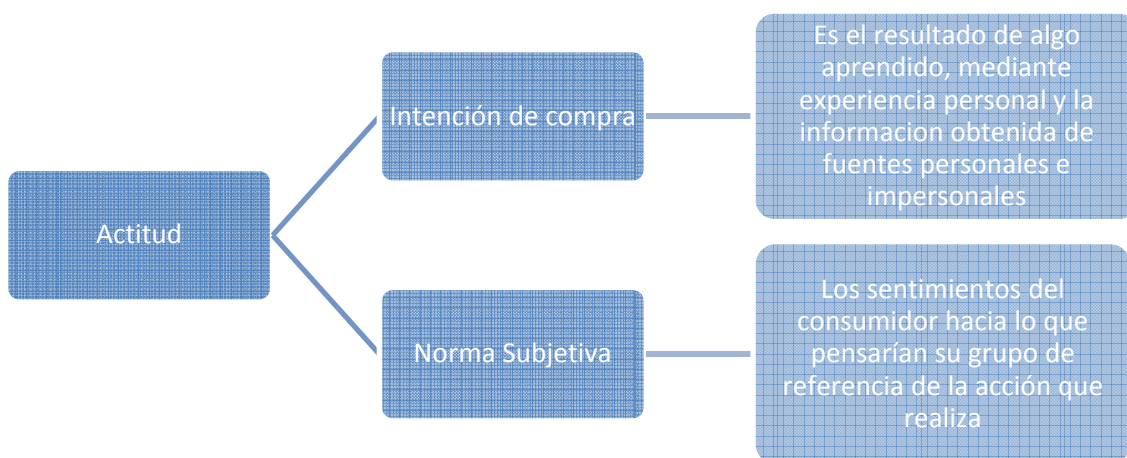 Actitud
Intención de compra
Es el resultado de algo
aprendido, mediante
experiencia personal y la
informacion obtenida de
fuentes personales e
impersonales
Norma Subjetiva
Los sentimientos del
consumidor hacia lo que
pensarían su grupo de
referencia de la acción que
realiza